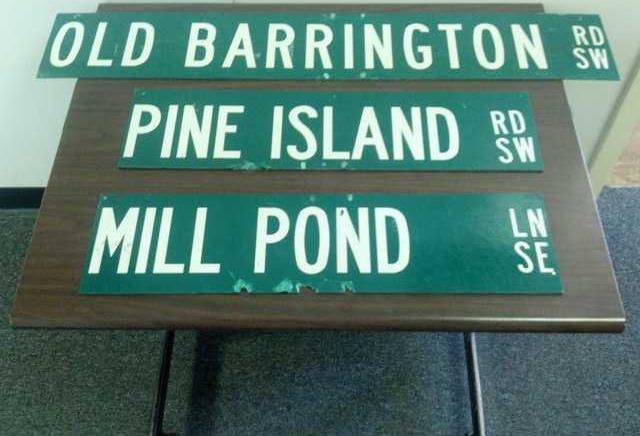 OLD BARRINGTON RD SW
PINE ISLAND RD SW
MILL POND LN SE